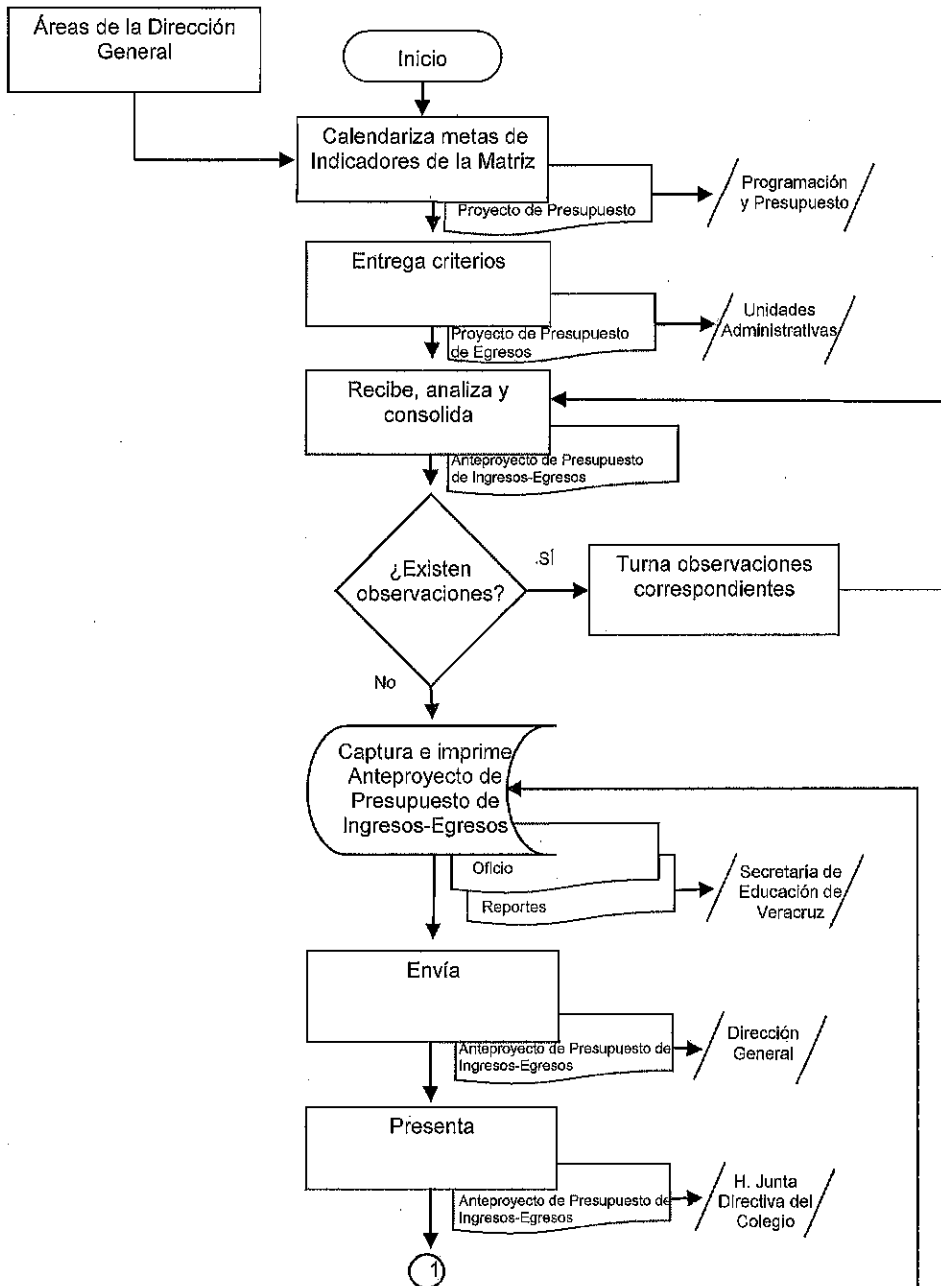 Áreas de la Dirección
General
Inicio
Calendariza metas de
Indicadores de la Matriz
Proyecto de Presupuesto
Programación
y Presupuesto
Entrega criterios
Proyecto de Presupuesto
de Egresos
Unidades
Administrativas
Recibe, analiza y
consolida
Anteproyecto de Presupuesto
de Ingresos-Egresos
¿Existen
observaciones?
.SÍ
Turna observaciones
correspondientes
No
Captura e imprime
Anteproyecto de
Presupuesto de
Ingresos-Egresos
Oficio
Reportes
Secretaría de
Educación de
Veracruz
Envía
Anteproyecto de Presupuesto de
Ingresos-Egresos
Dirección
General
Presenta
Anteproyecto de Presupuesto de
Ingresos-Egresos
H. Junta
Directiva del
Colegio
1